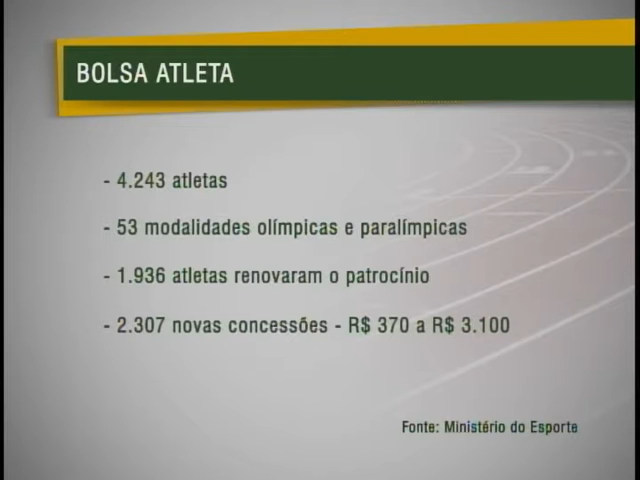 BOLSA ATLETA
- 4.243 atletas
- 53 modalidades olímpicas e paralímpicas
- 1.936 atletas renovaram o patrocínio
- 2.307 novas concessões - R$ 370 a R$ 3.100
Fonte: Ministério do Esporte